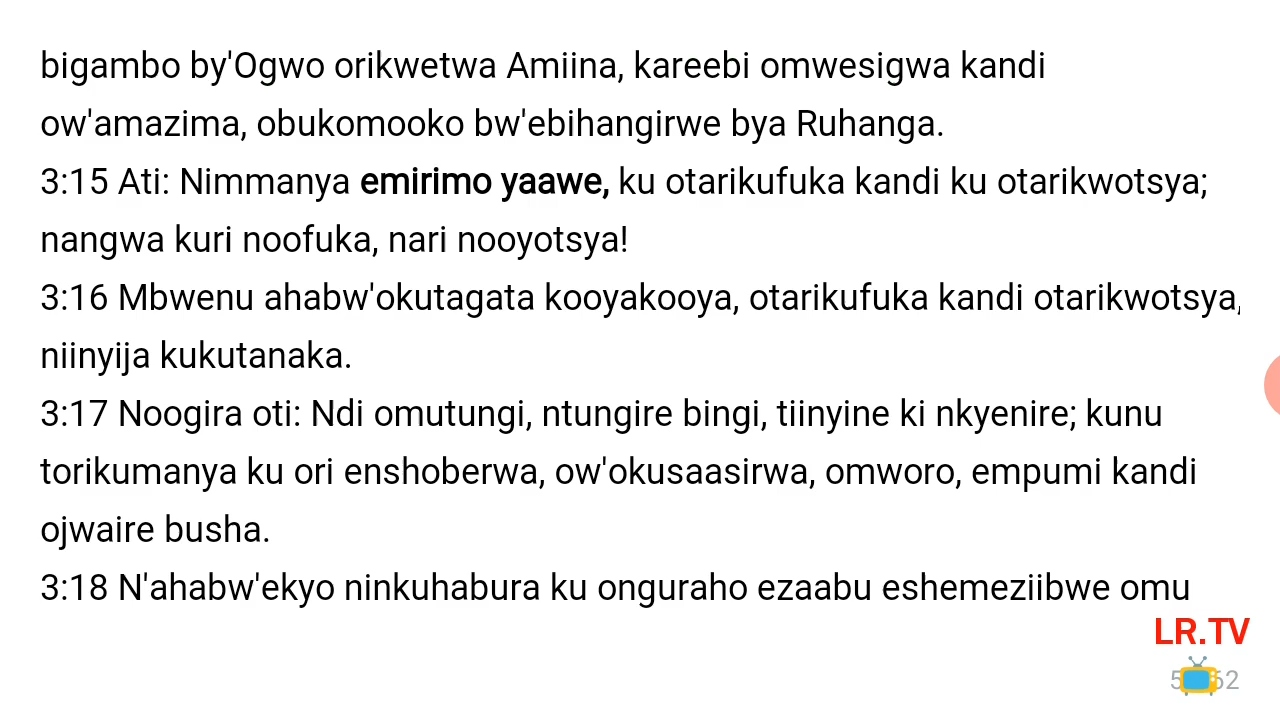 bigambo by'Ogwo orikwetwa Amiina, kareebi omwesigwa kandi
ow'amazima, obukomooko bw'ebihangirwe bya Ruhanga.
3:15 Ati: Nimmanya emirimo yaawe, ku otarikufuka kandi ku otarikwotsya;
nangwa kuri noofuka, nari nooyotsya!
3:16 Mbwenu ahabw'okutagata kooyakooya, otarikufuka kandi otarikwotsya,
niinyija kukutanaka.
3:17 Noogira oti: Ndi omutungi, ntungire bingi, tiinyine ki nkyenire; kunu
torikumanya ku ori enshoberwa, ow'okusaasirwa, omworo, empumi kandi
ojwaire busha.
3:18 N'ahabw'ekyo ninkuhabura ku onguraho ezaabu eshemeziibwe omu
LR.TV